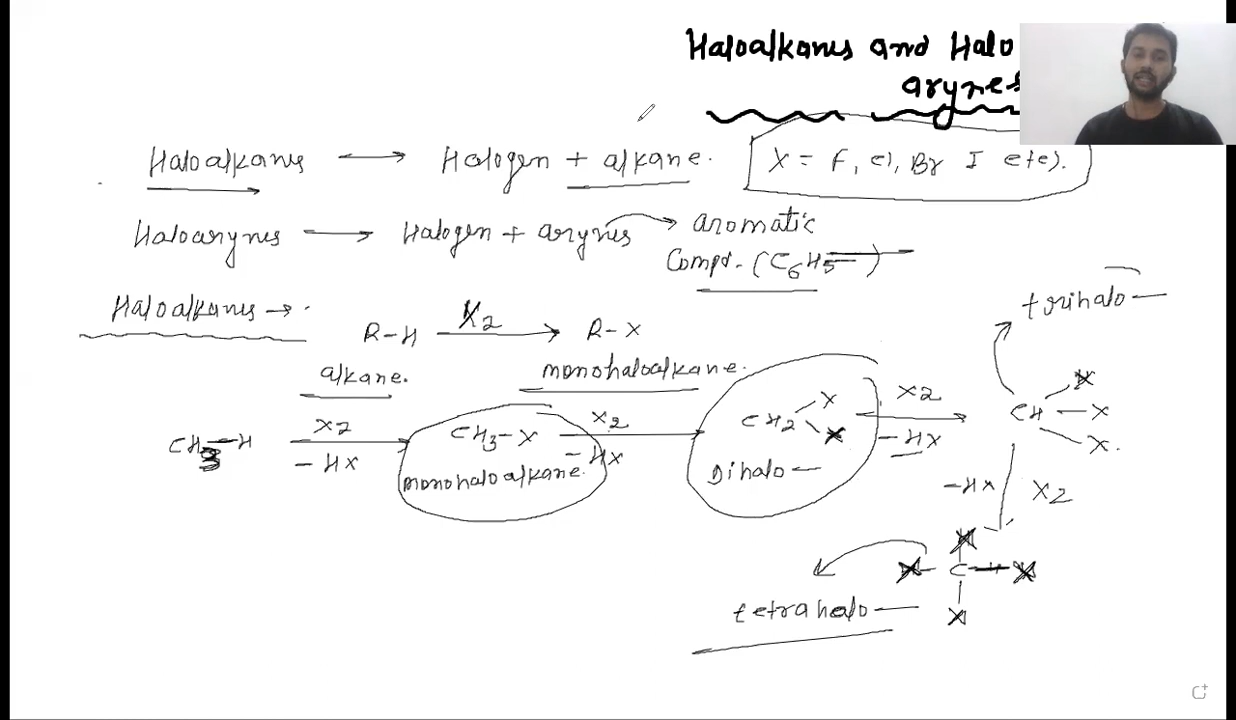 Haloalkanes and Halo
arynes
Haloalkanes → Halogen + alkane. X = F, Cl, Br I etc).
Haloarynes → Halogen + arynes → aromatic
Compd. (C6H5—)
Haloalkanes →
trihalo—
R-H X2 → R-X
alkane. monohaloalkane.
CH3-H X2 → CH3-X X2 → CH2 X X X2 → CH X X X
-HX -HX -HX
monohaloalkane. Dihalo—
-HX X2
X
X-C-X
X
tetrahalo—